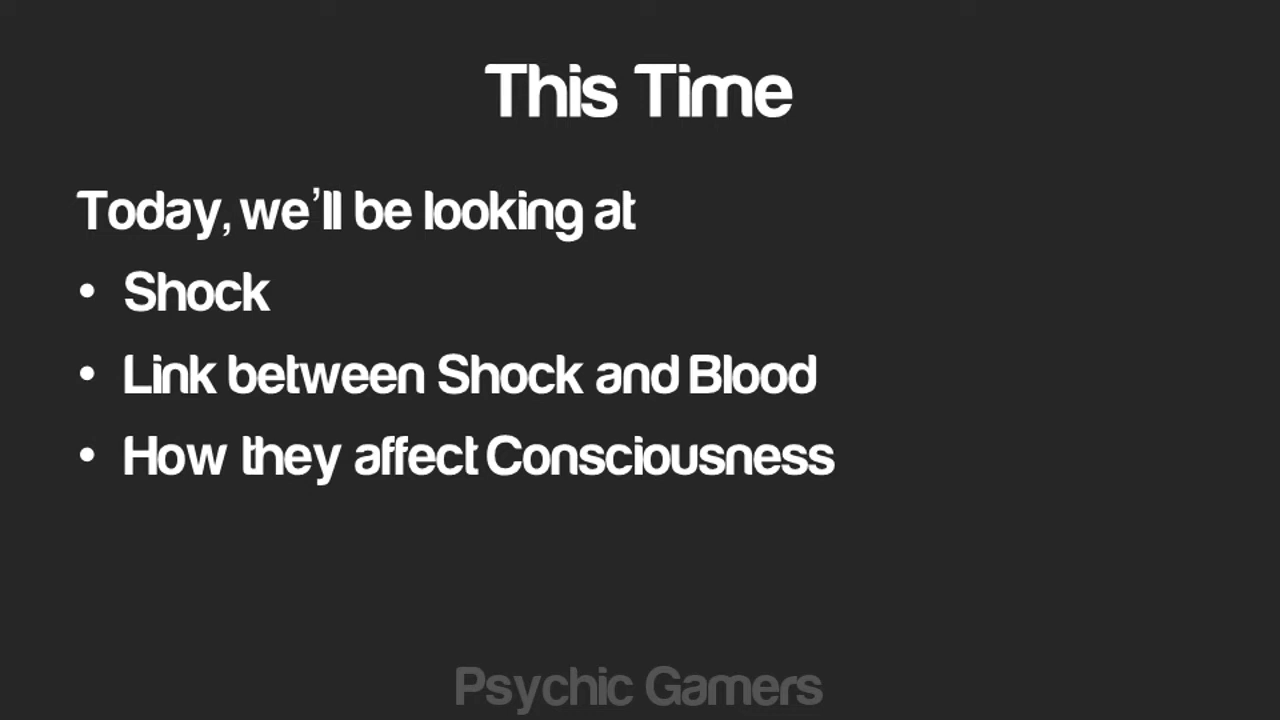 This Time
Today, we’ll be looking at
• Shock
• Link between Shock and Blood
• How they affect Consciousness
Psychic Gamers